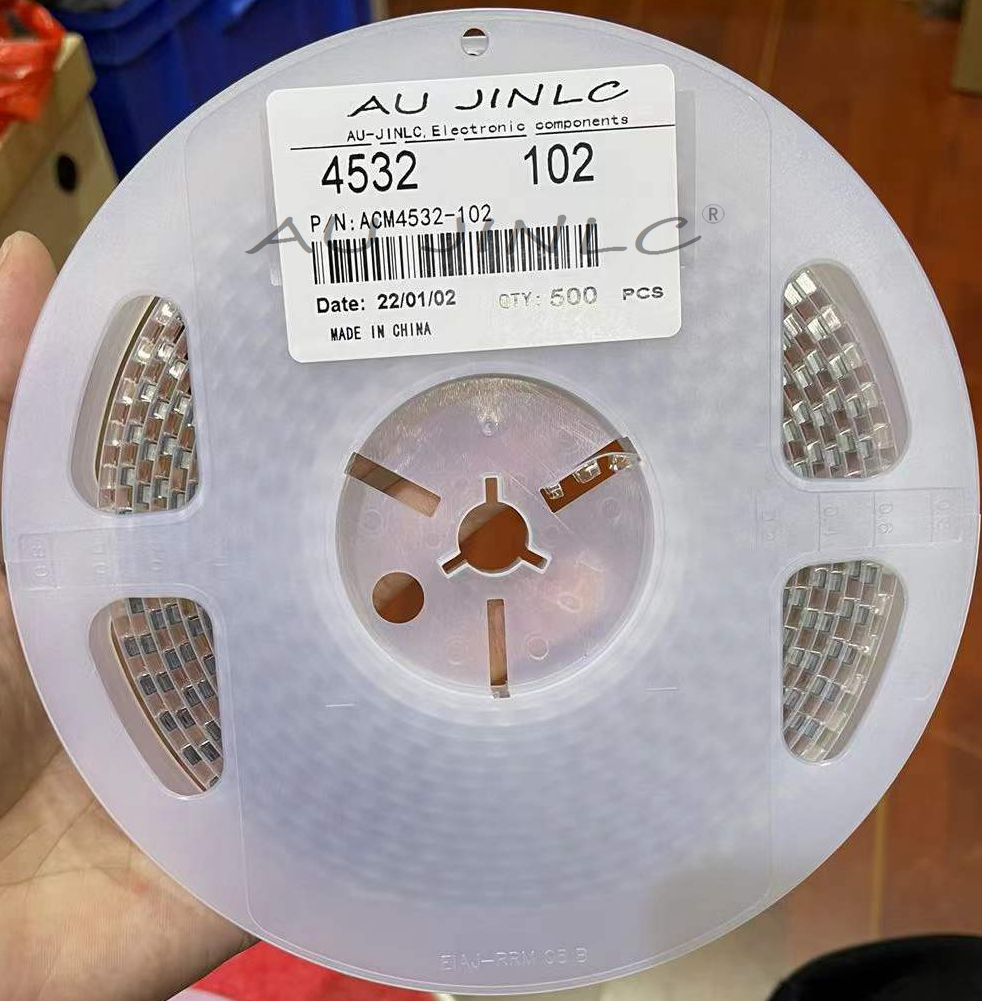 AU JINLC
AU-JINLC. Electronic components
4532 102
P/N:ACM4532-102
AU JINLC ®
Date: 22/01/02 QTY: 500 PCS
MADE IN CHINA